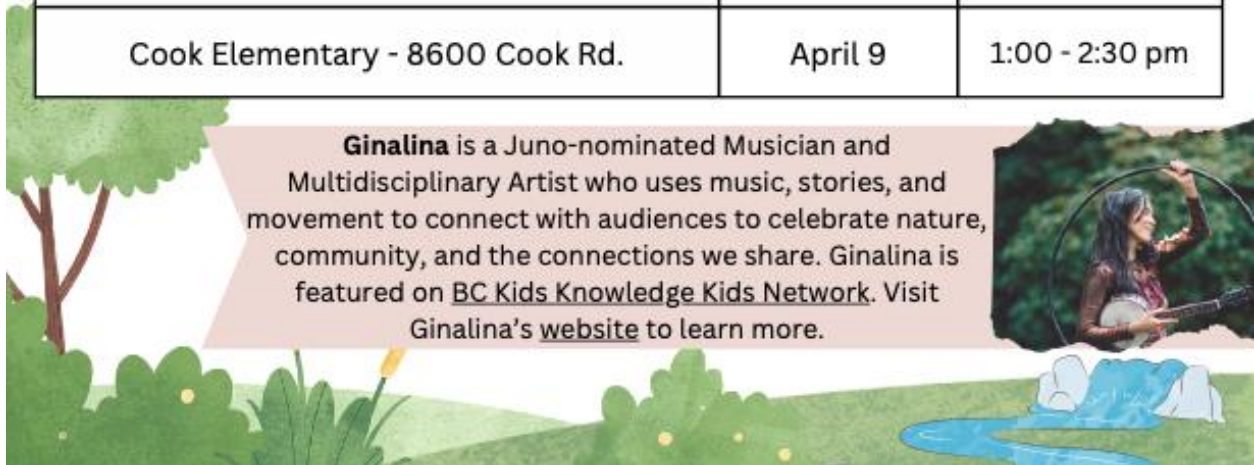 Cook Elementary - 8600 Cook Rd. April 9 1:00 - 2:30 pm
Ginalina is a Juno-nominated Musician and
Multidisciplinary Artist who uses music, stories, and
movement to connect with audiences to celebrate nature,
community, and the connections we share. Ginalina is
featured on BC Kids Knowledge Kids Network. Visit
Ginalina's website to learn more.